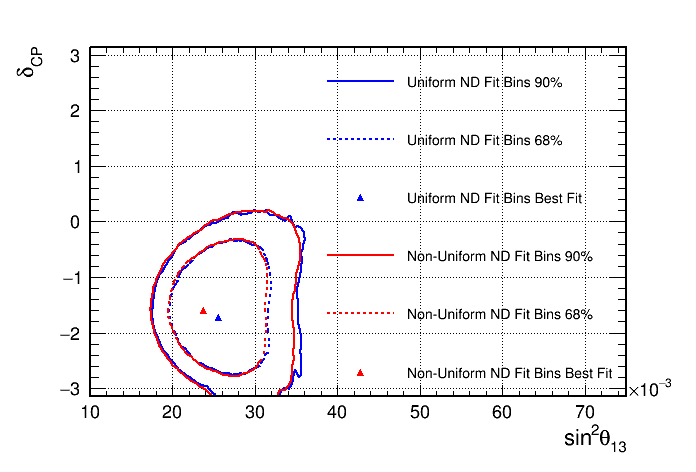 δCP
3
2
1
0
−1
−2
−3
Uniform ND Fit Bins 90%
Uniform ND Fit Bins 68%
Uniform ND Fit Bins Best Fit
Non-Uniform ND Fit Bins 90%
Non-Uniform ND Fit Bins 68%
Non-Uniform ND Fit Bins Best Fit
×10⁻³
10 20 30 40 50 60 70
sin²θ₁₃